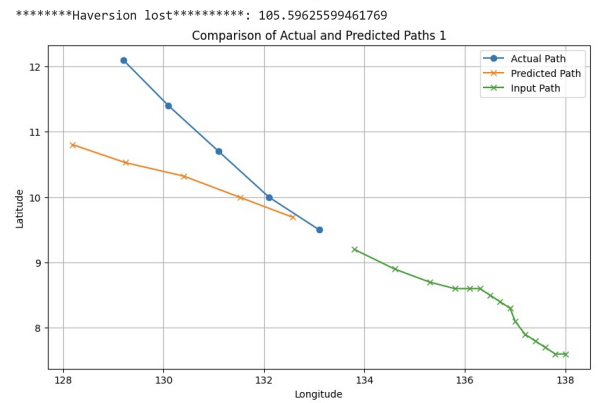 ********Haversion lost**********: 105.59625599461769
Comparison of Actual and Predicted Paths 1
Actual Path
Predicted Path
Input Path
12
11
10
9
8
Latitude
128
130
132
134
136
138
Longitude